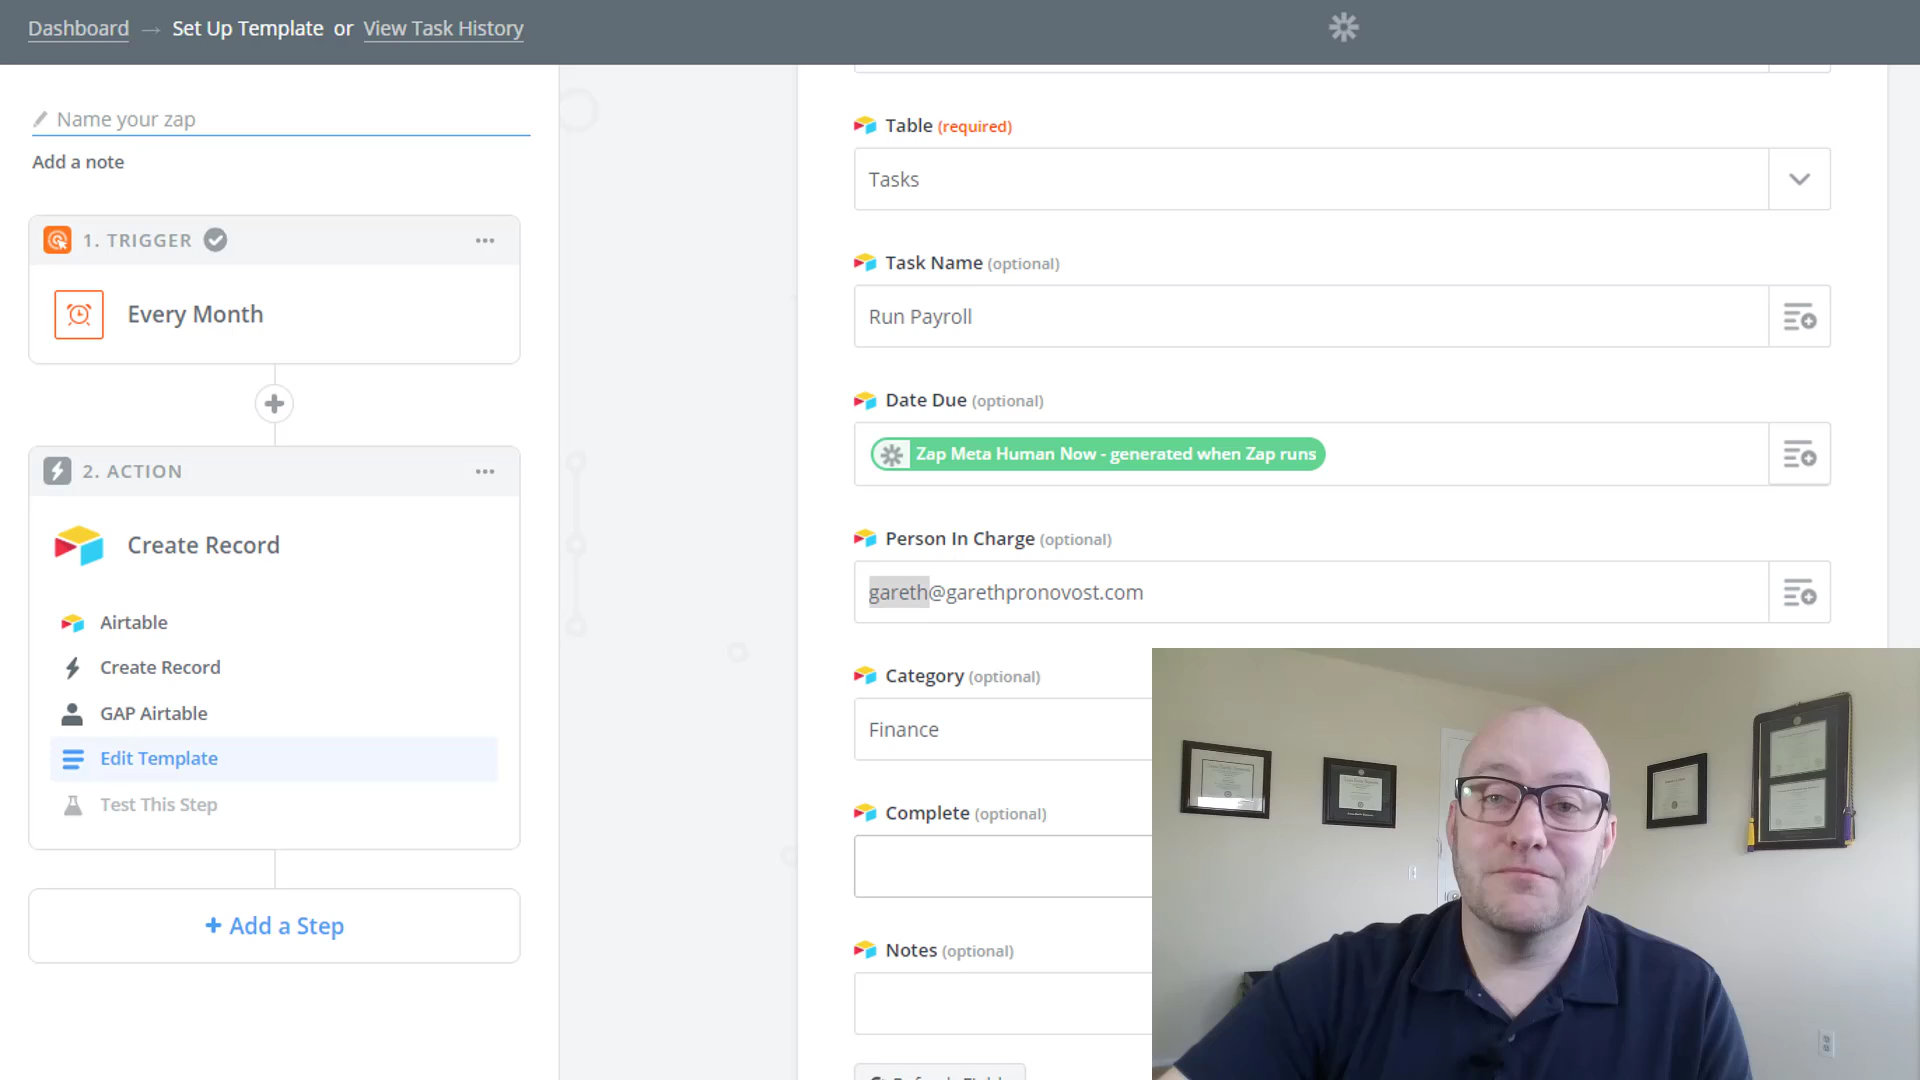 Dashboard → Set Up Template or View Task History
Name your zap
Add a note
1. TRIGGER
Every Month
2. ACTION
Create Record
Airtable
Create Record
GAP Airtable
Edit Template
Test This Step
+ Add a Step
Table (required)
Tasks
Task Name (optional)
Run Payroll
Date Due (optional)
Zap Meta Human Now - generated when Zap runs
Person In Charge (optional)
gareth@garethpronovost.com
Category (optional)
Finance
Complete (optional)
Notes (optional)